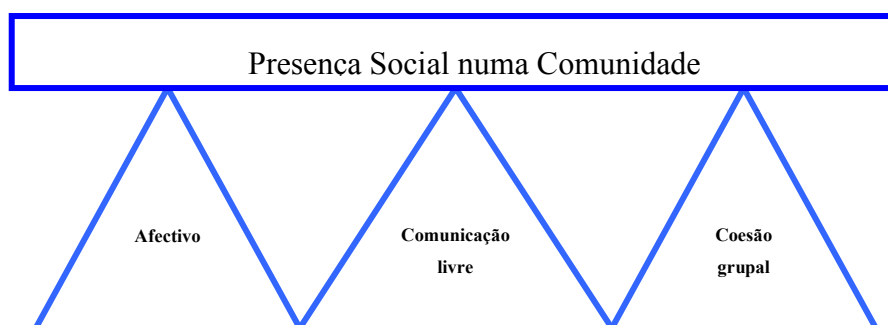 Presença Social numa Comunidade
Afectivo
Comunicação
livre
Coesão
grupal